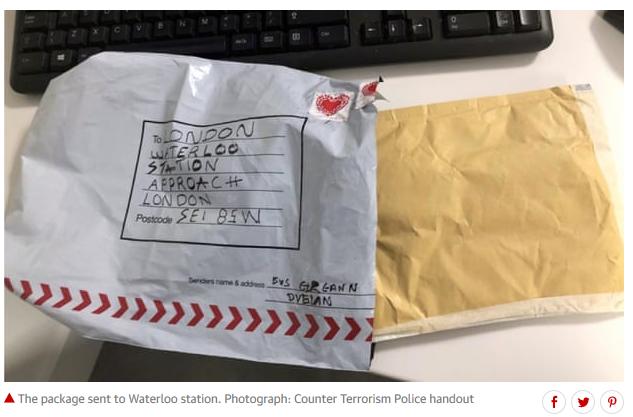 To LONDON
WATERLOO
STATION
APPROACH
LONDON
Postcode SE1 8SW
Senders name & address
The package sent to Waterloo station. Photograph: Counter Terrorism Police handout